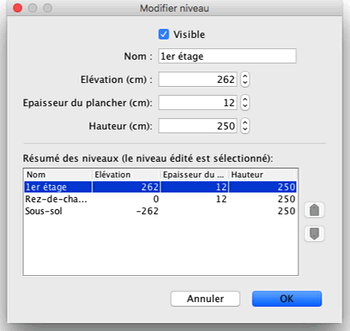 Modifier niveau
Visible
Nom : 1er étage
Elévation (cm) : 262
Epaisseur du plancher (cm): 12
Hauteur (cm): 250
Résumé des niveaux (le niveau édité est sélectionné):
Nom Elévation Epaisseur du ... Hauteur
1er étage 262 12 250
Rez-de-cha... 0 12 250
Sous-sol -262 250
Annuler OK